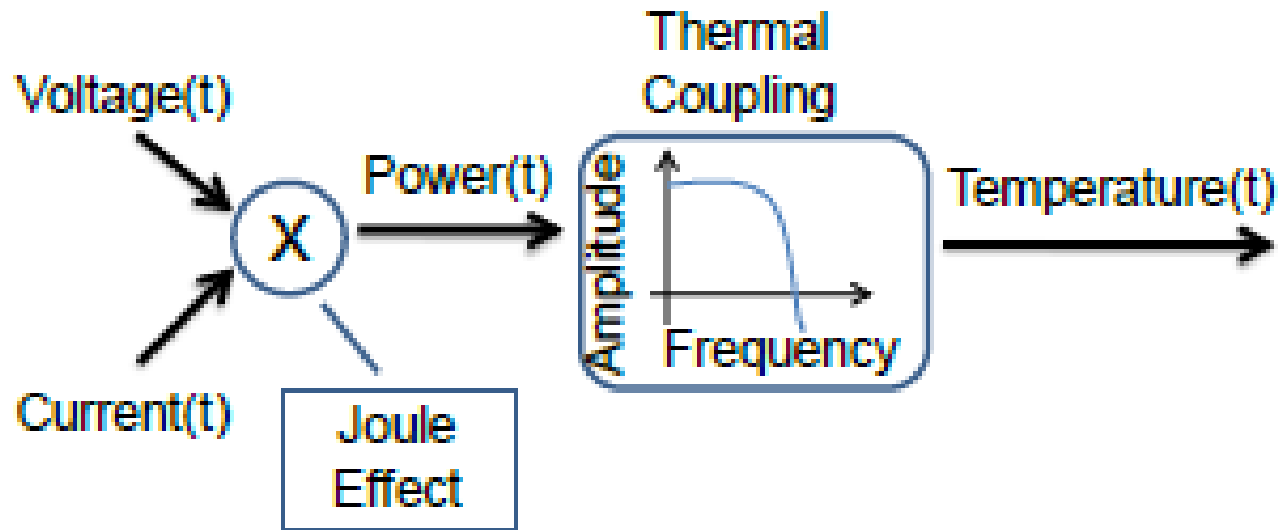 Thermal
Coupling
Voltage(t)
Power(t)
Temperature(t)
X
Amplitude
Frequency
Current(t)
Joule
Effect